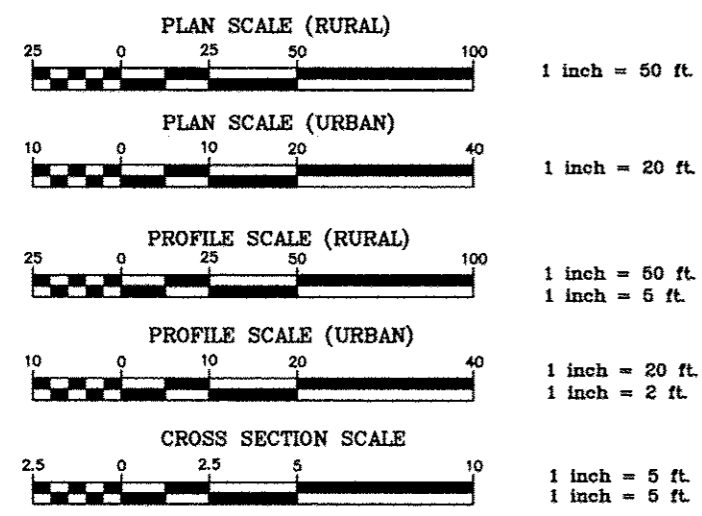 PLAN SCALE (RURAL)
25 0 25 50 100
1 inch = 50 ft.
PLAN SCALE (URBAN)
10 0 10 20 40
1 inch = 20 ft.
PROFILE SCALE (RURAL)
25 0 25 50 100
1 inch = 50 ft.
1 inch = 5 ft.
PROFILE SCALE (URBAN)
10 0 10 20 40
1 inch = 20 ft.
1 inch = 2 ft.
CROSS SECTION SCALE
2.5 0 2.5 5 10
1 inch = 5 ft.
1 inch = 5 ft.